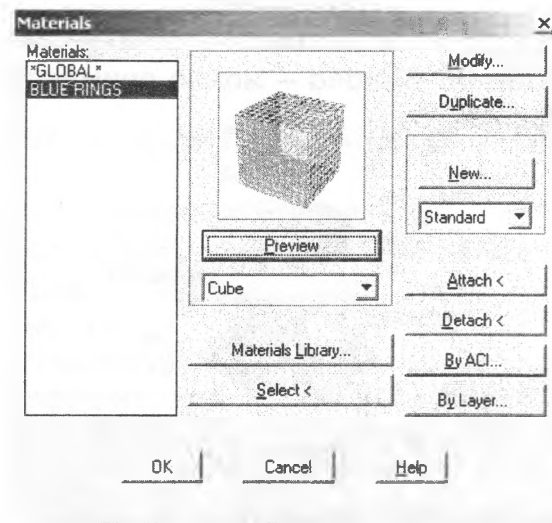 Materials
Materials:
*GLOBAL*
BLUE RINGS
Preview
Cube
Materials Library...
Select <
Modify...
Duplicate...
New...
Standard
Attach <
Detach <
By ACI...
By Layer...
OK
Cancel
Help